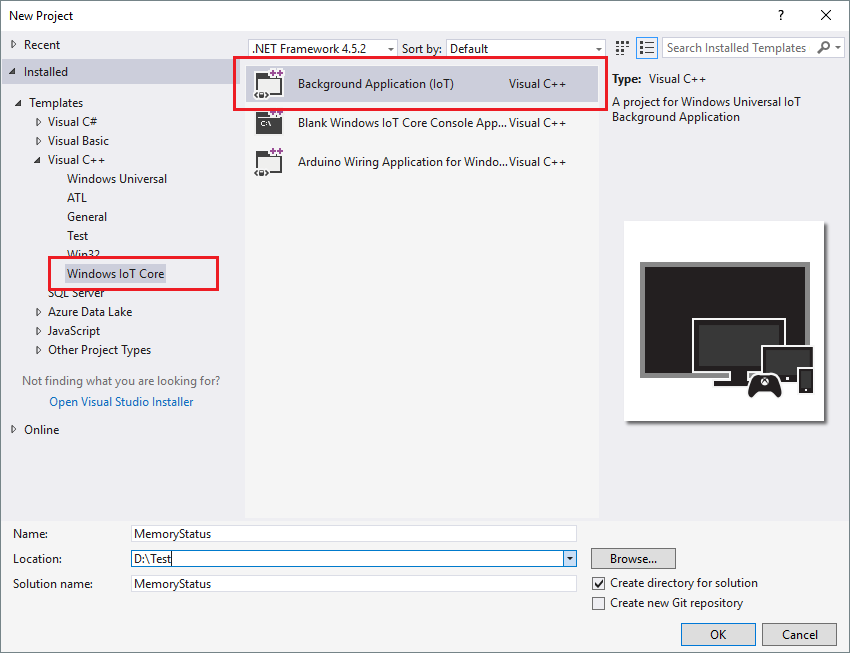 New Project
?
Recent
.NET Framework 4.5.2
Sort by:
Default
Search Installed Templates
Installed
Templates
Visual C#
Visual Basic
Visual C++
Windows Universal
ATL
General
Test
Win32
Windows IoT Core
SQL Server
Azure Data Lake
JavaScript
Other Project Types
Not finding what you are looking for?
Open Visual Studio Installer
Online
Background Application (IoT) Visual C++
C:\
Blank Windows IoT Core Console App... Visual C++
Arduino Wiring Application for Windo... Visual C++
Type: Visual C++
A project for Windows Universal IoT
Background Application
Name: MemoryStatus
Location: D:\Test
Browse...
Solution name: MemoryStatus
Create directory for solution
Create new Git repository
OK
Cancel